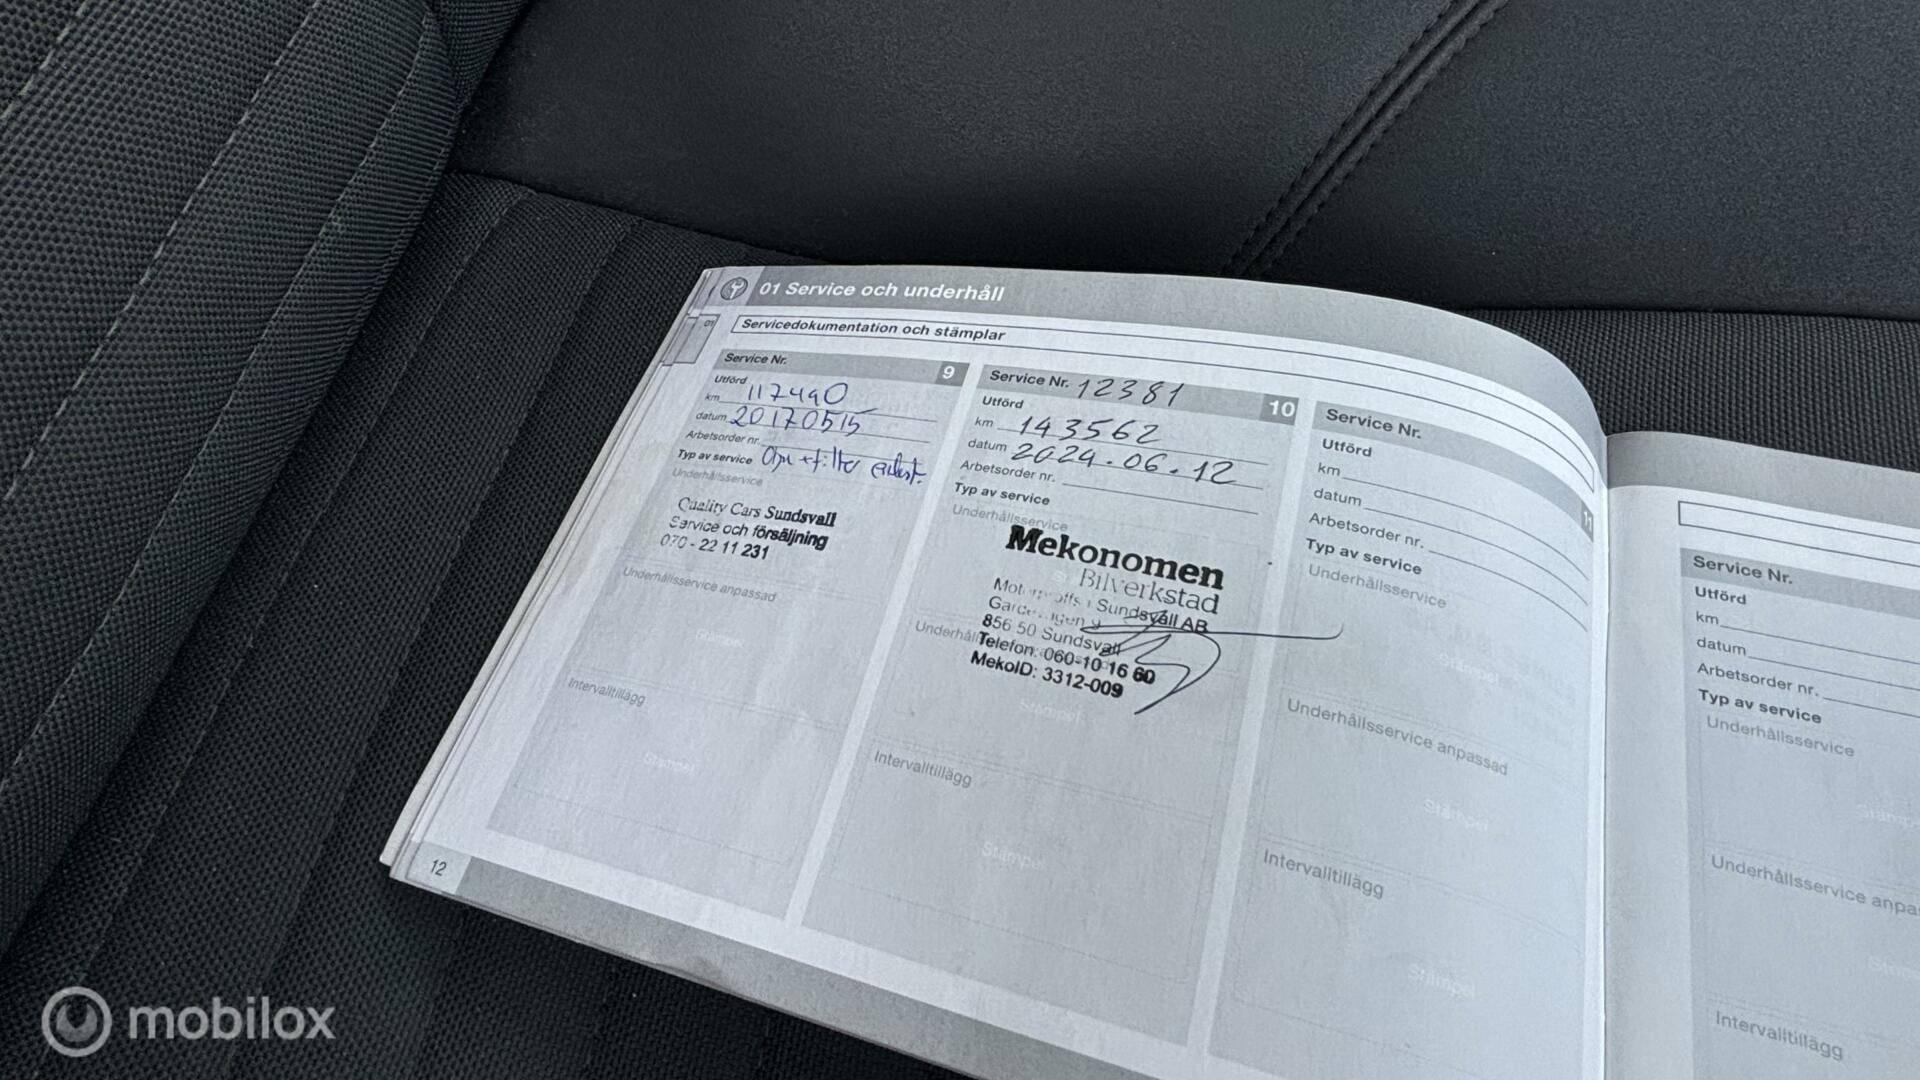 01 Service och underhåll
01
Servicedokumentation och stämplar
Service Nr.
9
Utförd
km 117490
datum 20170515
Arbetsorder nr.
Typ av service
Underhållsservice
Quality Cars Sundsvall
Service och försäljning
070 - 22 11 231
Underhållsservice anpassad
Stämpel
Intervalltillägg
Stämpel
12
Service Nr. 12381
10
Utförd
km 143562
datum 2024.06.12
Arbetsorder nr.
Typ av service
Underhållsservice
Mekonomen
Bilverkstad
Sundsvall AB
856 50 Sundsvall
Telefon: 060-10 16 60
MekoID: 3312-009
Stämpel
Intervalltillägg
Stämpel
Service Nr.
11
Utförd
km
datum
Arbetsorder nr.
Typ av service
Underhållsservice
Stämpel
Underhållsservice anpassad
Stämpel
Intervalltillägg
Stämpel
Service Nr.
Utförd
km
datum
Arbetsorder nr.
Typ av service
Underhållsservice
Underhållsservice anpa
Intervalltillägg
mobilox